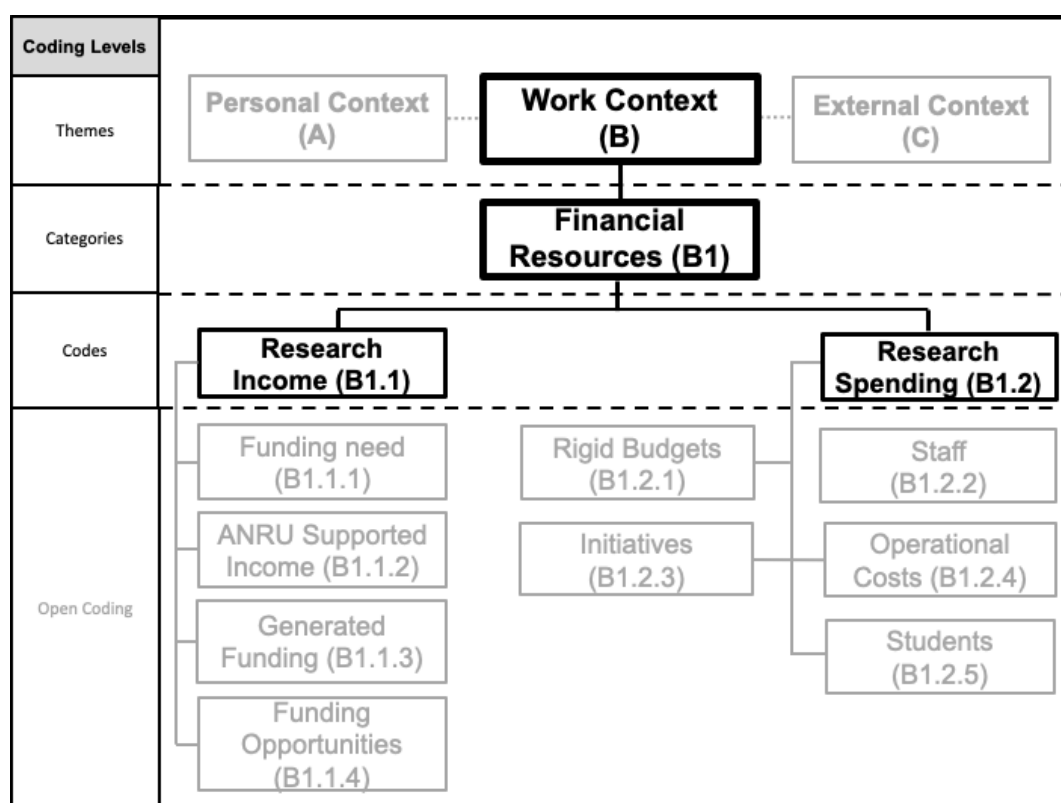 Coding Levels
Themes
Personal Context
(A)
Work Context
(B)
External Context
(C)
Categories
Financial
Resources (B1)
Codes
Research
Income (B1.1)
Research
Spending (B1.2)
Open Coding
Funding need
(B1.1.1)
Rigid Budgets
(B1.2.1)
Staff
(B1.2.2)
ANRU Supported
Income (B1.1.2)
Initiatives
(B1.2.3)
Operational
Costs (B1.2.4)
Generated
Funding (B1.1.3)
Students
(B1.2.5)
Funding
Opportunities
(B1.1.4)